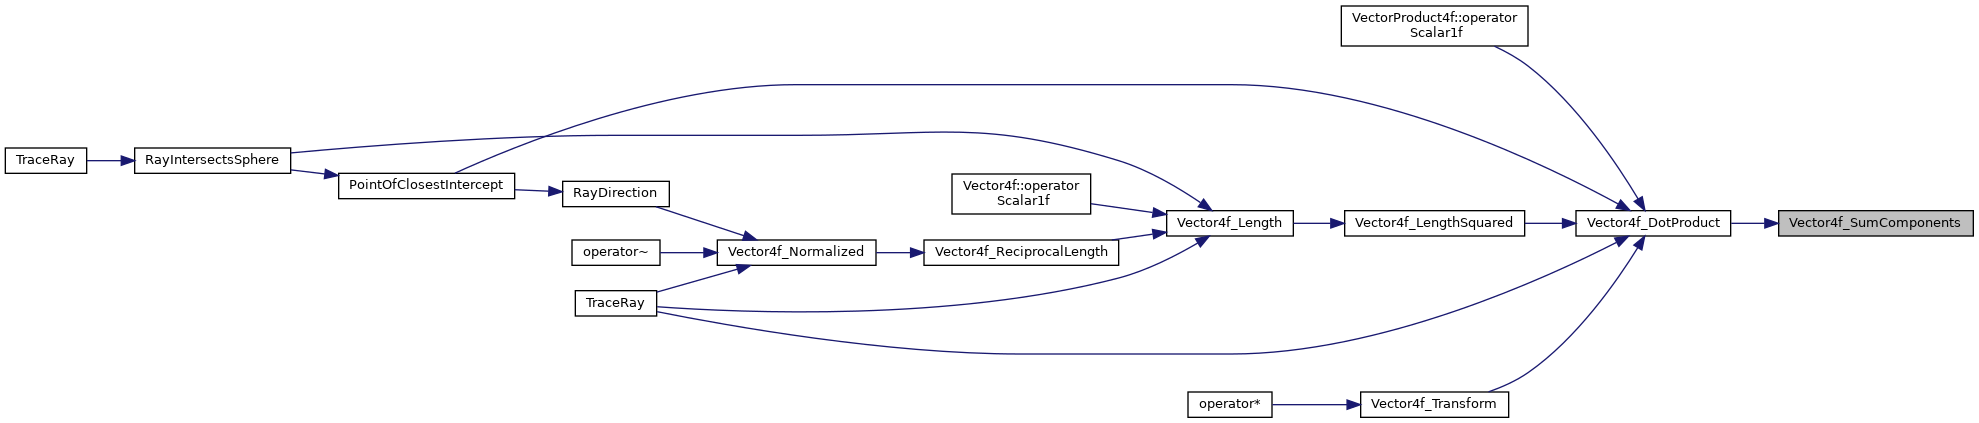 VectorProduct4f::operator
Scalar1f
TraceRay
RayIntersectsSphere
PointOfClosestIntercept
RayDirection
Vector4f::operator
Scalar1f
Vector4f_Length
Vector4f_LengthSquared
Vector4f_DotProduct
Vector4f_SumComponents
operator~
Vector4f_Normalized
Vector4f_ReciprocalLength
TraceRay
operator*
Vector4f_Transform